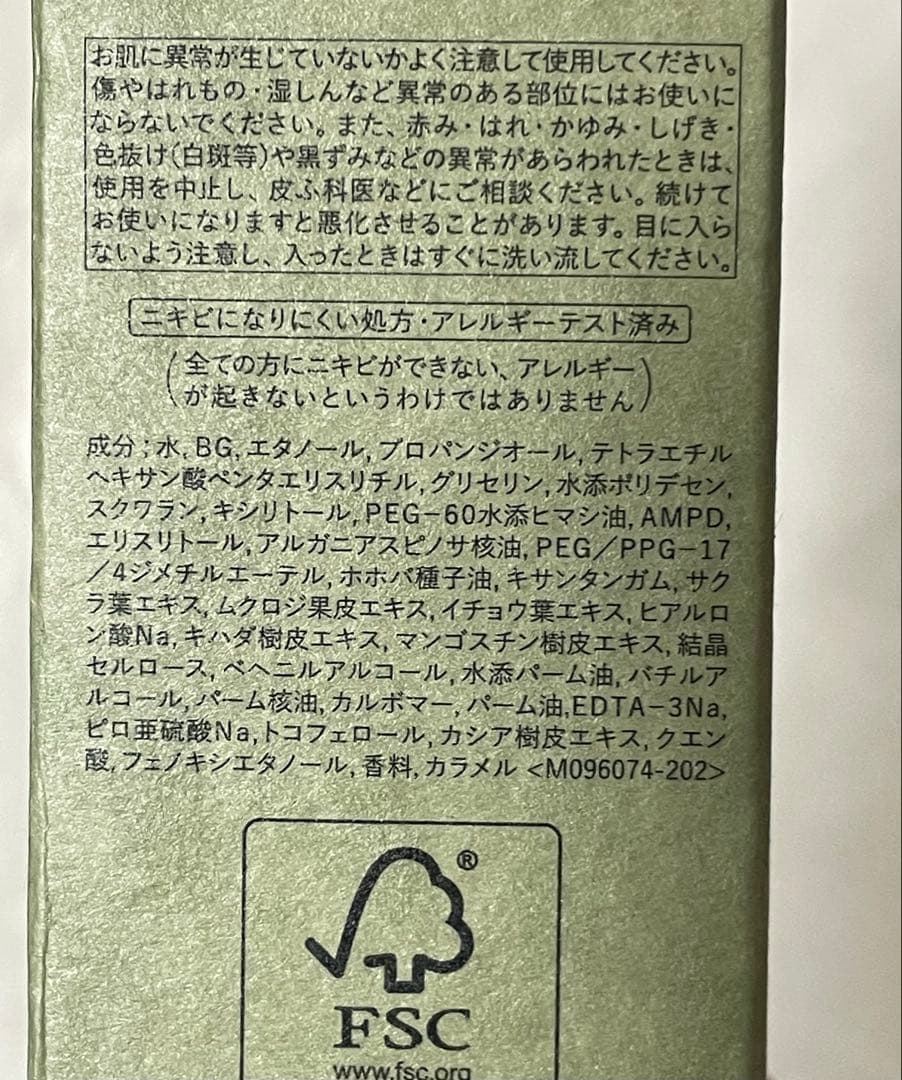 お肌に異常が生じていないかよく注意して使用してください。
傷やはれもの・湿しんなど異常のある部位にはお使いに
ならないでください。また、赤み・はれ・かゆみ・しげき・
色抜け(白斑等)や黒ずみなどの異常があらわれたときは、
使用を中止し、皮ふ科医などにご相談ください。続けて
お使いになりますと悪化させることがあります。目に入ら
ないよう注意し、入ったときはすぐに洗い流してください。
ニキビになりにくい処方・アレルギーテスト済み
(全ての方にニキビができない、アレルギー
が起きないというわけではありません)
成分;水,BG,エタノール,プロパンジオール,テトラエチル
ヘキサン酸ペンタエリスリチル,グリセリン,水添ポリデセン,
スクワラン,キシリトール,PEG-60水添ヒマシ油,AMPD,
エリスリトール,アルガニアスピノサ核油,PEG/PPG-17
/4ジメチルエーテル,ホホバ種子油,キサンタンガム,サク
ラ葉エキス,ムクロジ果皮エキス,イチョウ葉エキス,ヒアルロ
ン酸Na,キハダ樹皮エキス,マンゴスチン樹皮エキス,結晶
セルロース,ベヘニルアルコール,水添パーム油,バチルア
ルコール,パーム核油,カルボマー,パーム油,EDTA-3Na,
ピロ亜硫酸Na,トコフェロール,カシア樹皮エキス,クエン
酸,フェノキシエタノール,香料,カラメル <M096074-202>
®
FSC
www.fsc.org